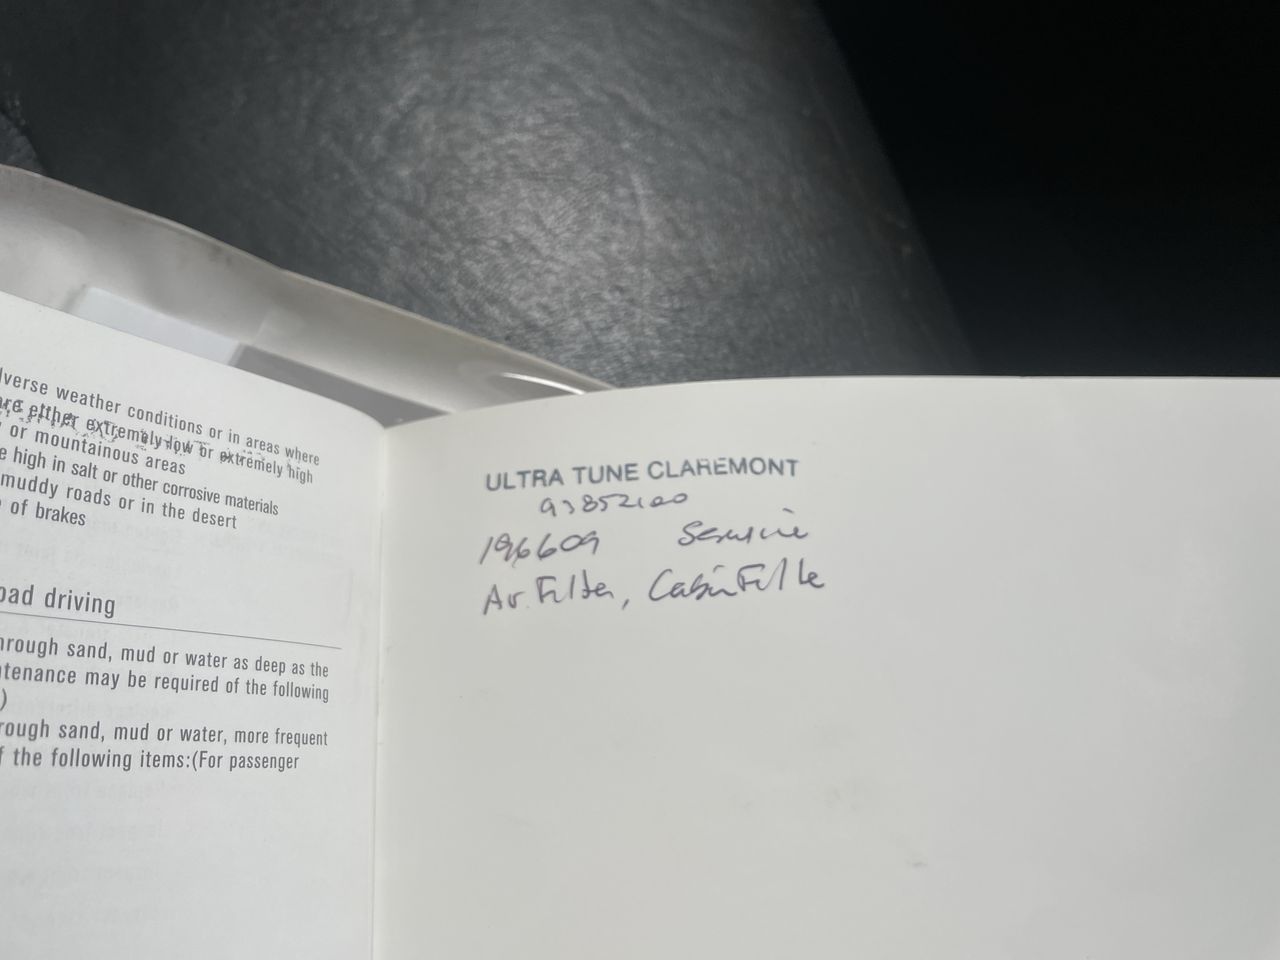 lverse weather conditions or in areas where
are either extremely low or extremely high
or mountainous areas
e high in salt or other corrosive materials
muddy roads or in the desert
of brakes
oad driving
hrough sand, mud or water as deep as the
ntenance may be required of the following
)
rough sand, mud or water, more frequent
f the following items:(For passenger
ULTRA TUNE CLAREMONT
93852100
196609 Service
Air Filter, Cabin Filte